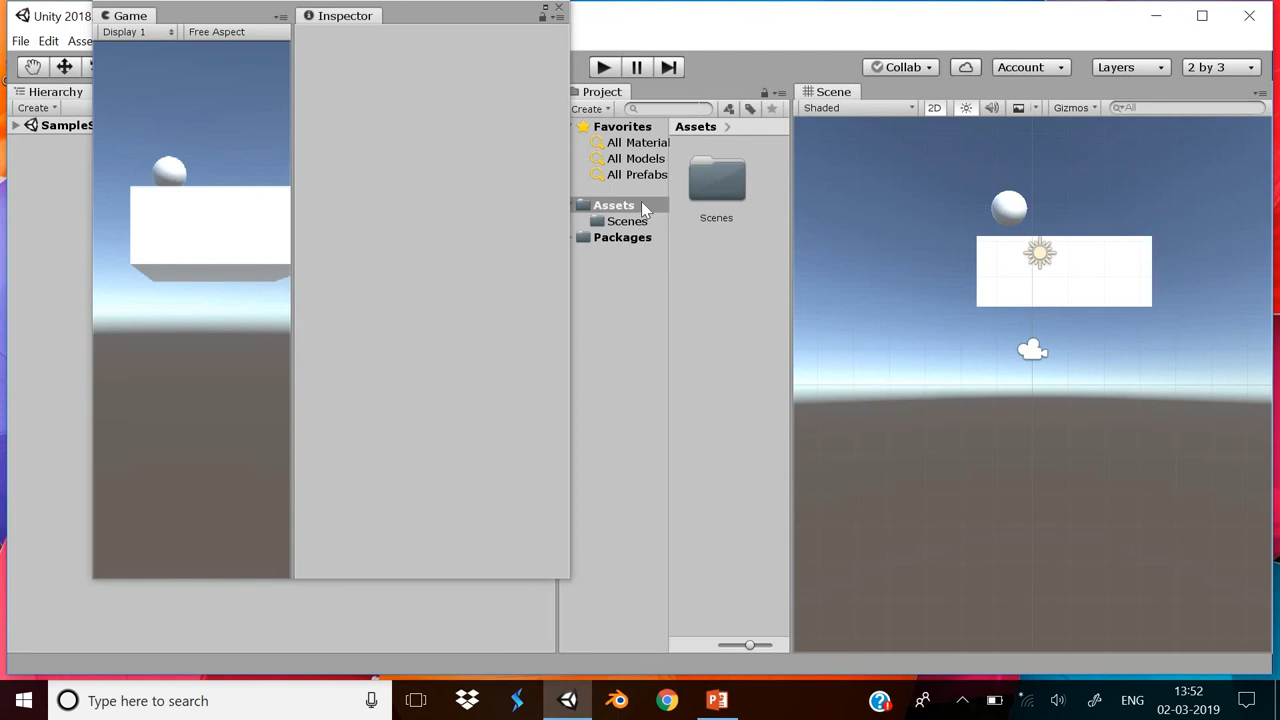 Unity 2018
File Edit Asse
Game
Inspector
Display 1
Free Aspect
Collab
Account
Layers
2 by 3
Hierarchy
Create
SampleS
Project
Create
Favorites
All Material
All Models
All Prefabs
Assets
Scenes
Packages
Assets
Scenes
Scene
Shaded
2D
Gizmos
All
Type here to search
ENG
13:52
02-03-2019